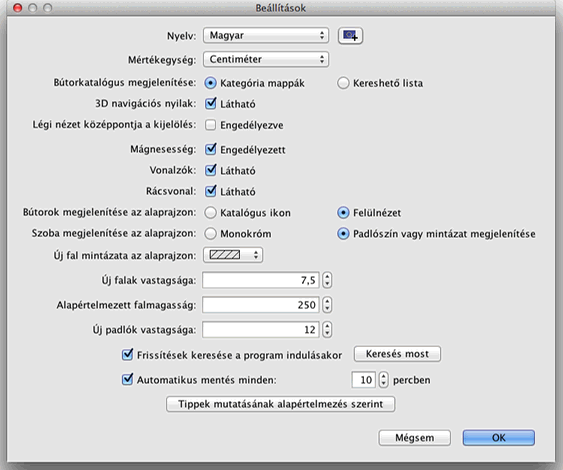 Beállítások
Nyelv: Magyar
Mértékegység: Centiméter
Bútorkatalógus megjelenítése: Kategória mappák Kereshető lista
3D navigációs nyilak: Látható
Légi nézet középpontja a kijelölés: Engedélyezve
Mágnesesség: Engedélyezett
Vonalzók: Látható
Rácsvonal: Látható
Bútorok megjelenítése az alaprajzon: Katalógus ikon Felülnézet
Szoba megjelenítése az alaprajzon: Monokróm Padlószín vagy mintázat megjelenítése
Új fal mintázata az alaprajzon:
Új falak vastagsága: 7,5
Alapértelmezett falmagasság: 250
Új padlók vastagsága: 12
Frissítések keresése a program indulásakor Keresés most
Automatikus mentés minden: 10 percben
Tippek mutatásának alapértelmezés szerint
Mégsem OK